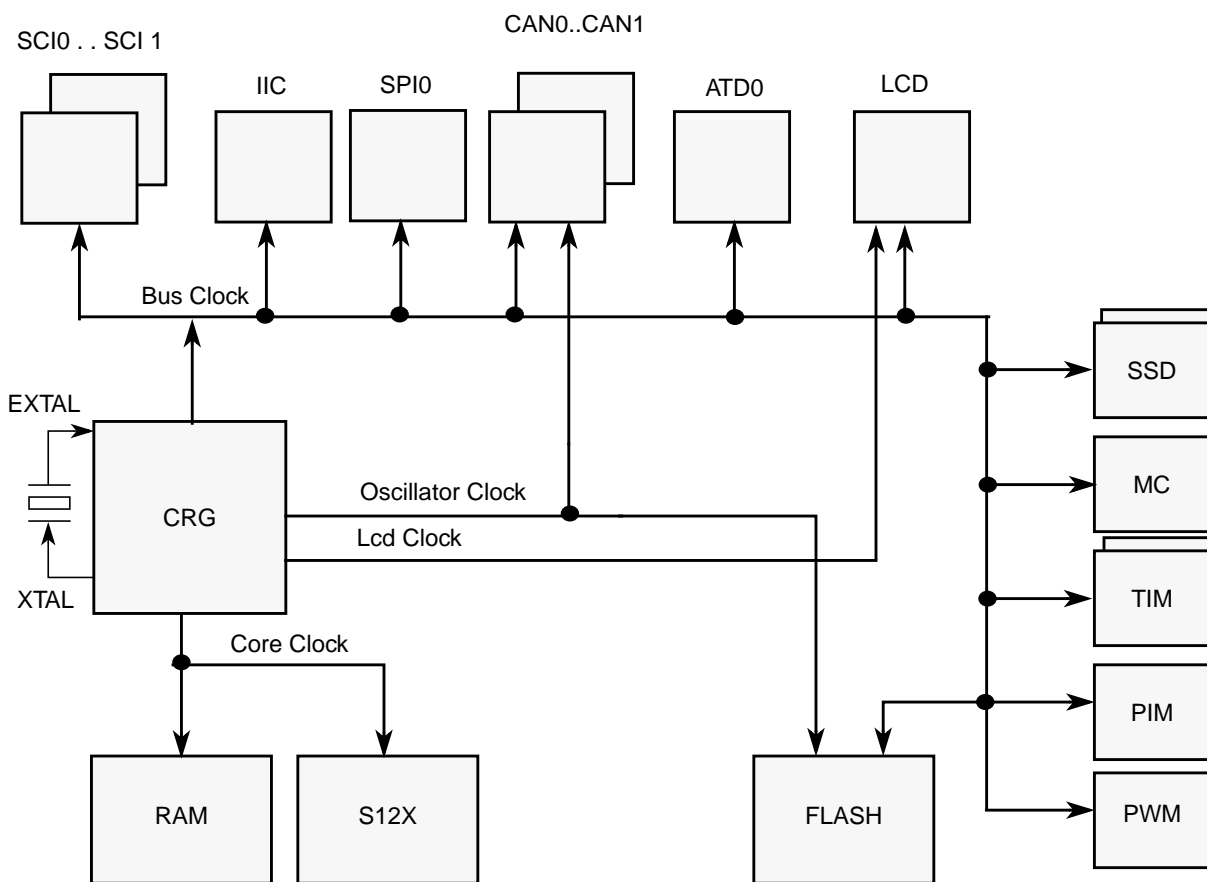 CAN0..CAN1
SCI0 . . SCI 1
IIC
SPI0
ATD0
LCD
Bus Clock
SSD
EXTAL
MC
Oscillator Clock
CRG
Lcd Clock
XTAL
TIM
Core Clock
PIM
RAM
S12X
FLASH
PWM